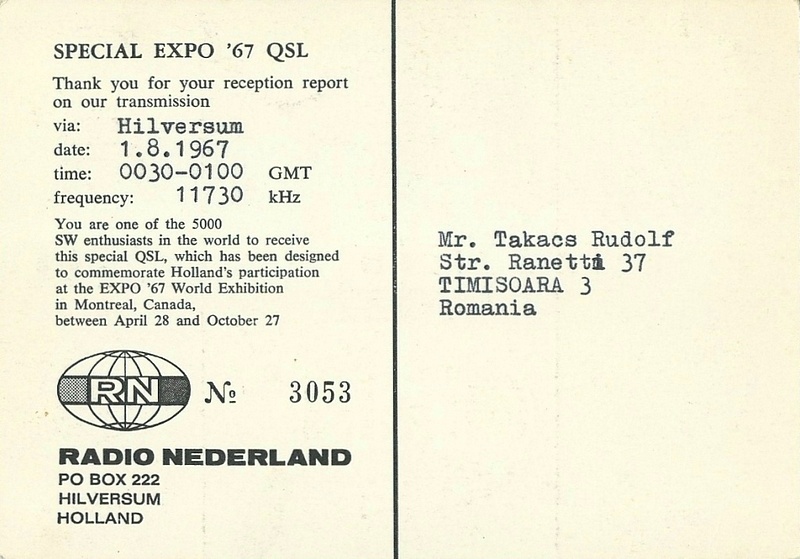 SPECIAL EXPO '67 QSL
Thank you for your reception report
on our transmission
via: Hilversum
date: 1.8.1967
time: 0030-0100 GMT
frequency: 11730 kHz
You are one of the 5000
SW enthusiasts in the world to receive
this special QSL, which has been designed
to commemorate Holland's participation
at the EXPO '67 World Exhibition
in Montreal, Canada,
between April 28 and October 27
RN
№ 3053
RADIO NEDERLAND
PO BOX 222
HILVERSUM
HOLLAND
Mr. Takacs Rudolf
Str. Ranetti 37
TIMISOARA 3
Romania